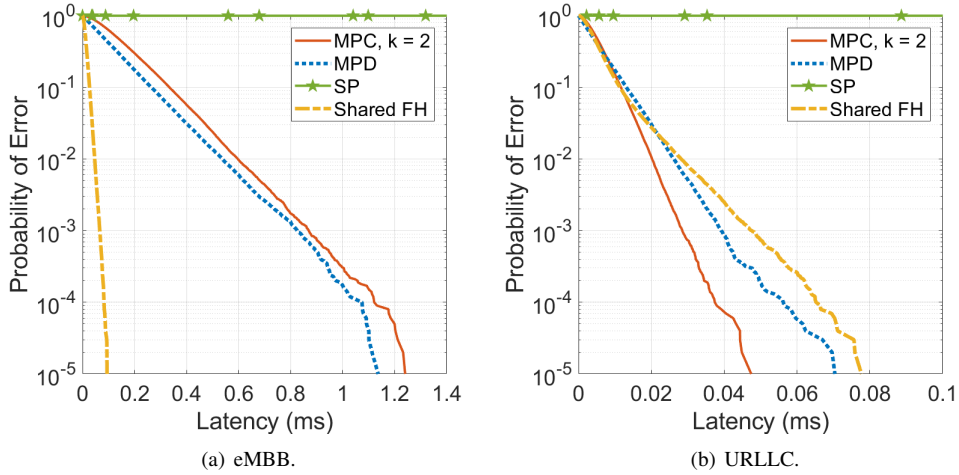 10^0
10^-1
10^-2
10^-3
10^-4
10^-5
Probability of Error
MPC, k = 2
MPD
SP
Shared FH
0 0.2 0.4 0.6 0.8 1 1.2 1.4
Latency (ms)
(a) eMBB.
10^0
10^-1
10^-2
10^-3
10^-4
10^-5
Probability of Error
MPC, k = 2
MPD
SP
Shared FH
0 0.02 0.04 0.06 0.08 0.1
Latency (ms)
(b) URLLC.